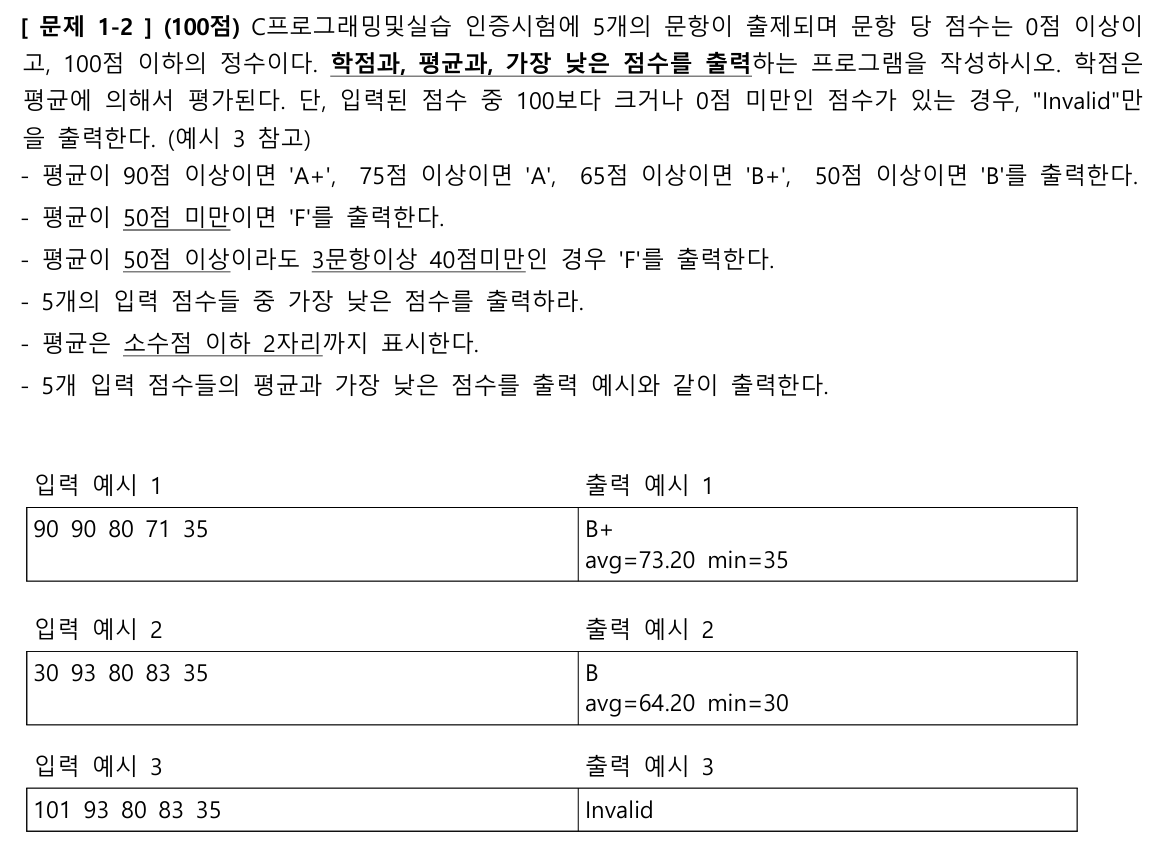 [ 문제 1-2 ] (100점) C프로그래밍및실습 인증시험에 5개의 문항이 출제되며 문항 당 점수는 0점 이상이
고, 100점 이하의 정수이다. 학점과, 평균과, 가장 낮은 점수를 출력하는 프로그램을 작성하시오. 학점은
평균에 의해서 평가된다. 단, 입력된 점수 중 100보다 크거나 0점 미만인 점수가 있는 경우, "Invalid"만
을 출력한다. (예시 3 참고)
- 평균이 90점 이상이면 'A+', 75점 이상이면 'A', 65점 이상이면 'B+', 50점 이상이면 'B'를 출력한다.
- 평균이 50점 미만이면 'F'를 출력한다.
- 평균이 50점 이상이라도 3문항이상 40점미만인 경우 'F'를 출력한다.
- 5개의 입력 점수들 중 가장 낮은 점수를 출력하라.
- 평균은 소수점 이하 2자리까지 표시한다.
- 5개 입력 점수들의 평균과 가장 낮은 점수를 출력 예시와 같이 출력한다.
입력 예시 1
출력 예시 1
90 90 80 71 35
B+
avg=73.20 min=35
입력 예시 2
출력 예시 2
30 93 80 83 35
B
avg=64.20 min=30
입력 예시 3
출력 예시 3
101 93 80 83 35
Invalid